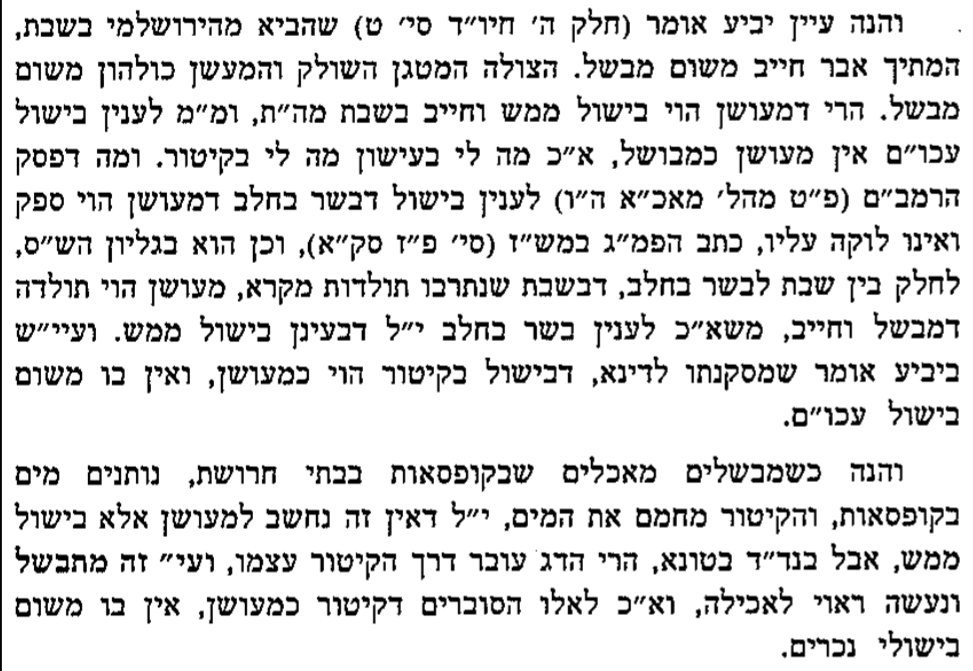 והנה עיין יביע אומר (חלק ה׳ חיו״ד סי׳ ט) שהביא מהירושלמי בשבת,
המתיך אבר חייב משום מבשל. הצולה המטגן השולק והמעשן כולהון משום
מבשל. הרי דמעושן הוי בישול ממש וחייב בשבת מה״ת, ומ״מ לענין בישול
עכו״ם אין מעושן כמבושל, א״כ מה לי בעישון מה לי בקיטור. ומה דפסק
הרמב״ם (פ״ט מהל׳ מאכ״א ה״ו) לענין בישול דבשר בחלב דמעושן הוי ספק
ואינו לוקה עליו, כתב הפמ״ג במש״ז (סי׳ פ״ז סק״א), וכן הוא בגליון הש״ס,
לחלק בין שבת לבשר בחלב, דבשבת שנתרבו תולדות מקרא, מעושן הוי תולדה
דמבשל וחייב, משא״כ לענין בשר בחלב י״ל דבעינן בישול ממש. ועיי״ש
ביביע אומר שמסקנתו לדינא, דבישול בקיטור הוי כמעושן, ואין בו משום
בישול עכו״ם.
והנה כשמבשלים מאכלים שבקופסאות בבתי חרושת, נותנים מים
בקופסאות, והקיטור מחמם את המים, י״ל דאין זה נחשב למעושן אלא בישול
ממש, אבל בנד״ד בטונא, הרי הדג עובר דרך הקיטור עצמו, ועי״ זה מתבשל
ונעשה ראוי לאכילה, וא״כ לאלו הסוברים דקיטור כמעושן, אין בו משום
בישולי נכרים.